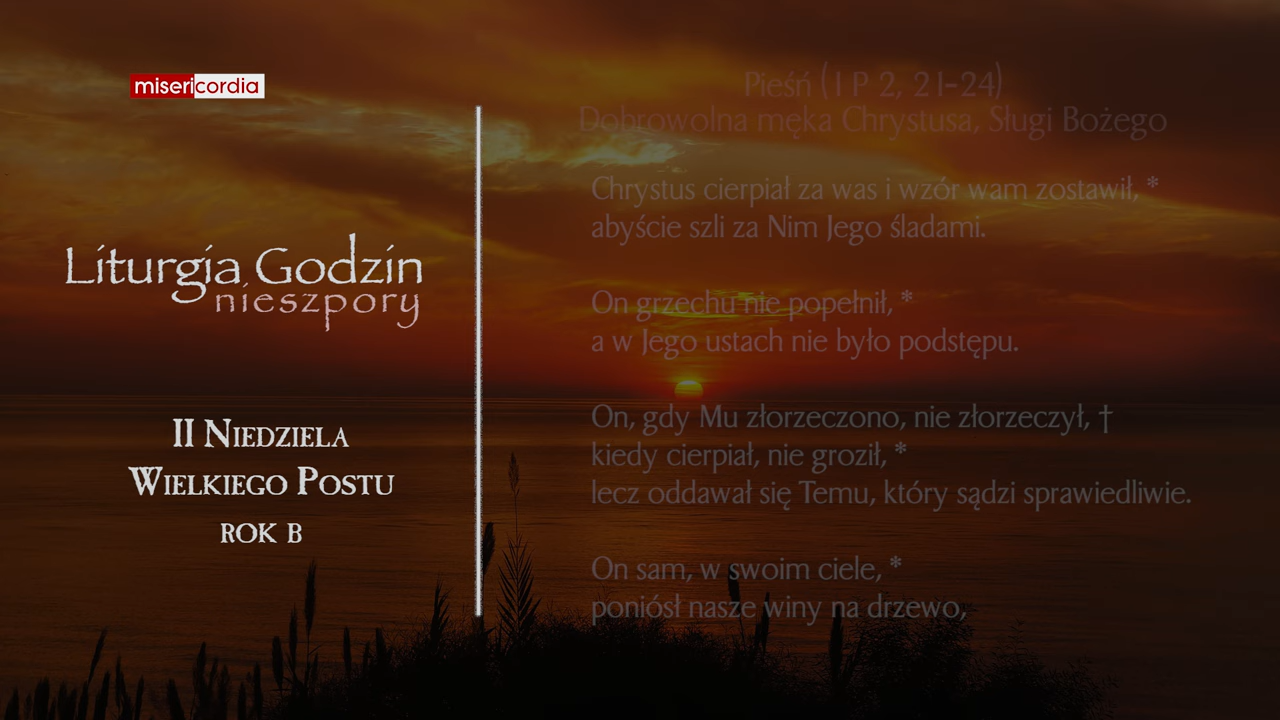 misericordia
Liturgia Godzin
nieszpory
II Niedziela
Wielkiego Postu
rok B
Pieśń (1 P 2, 21-24)
Dobrowolna męka Chrystusa, Sługi Bożego
Chrystus cierpiał za was i wzór wam zostawił, *
abyście szli za Nim Jego śladami.
On grzechu nie popełnił, *
a w Jego ustach nie było podstępu.
On, gdy Mu złorzeczono, nie złorzeczył, †
kiedy cierpiał, nie groził, *
lecz oddawał się Temu, który sądzi sprawiedliwie.
On sam, w swoim ciele, *
poniósł nasze winy na drzewo,